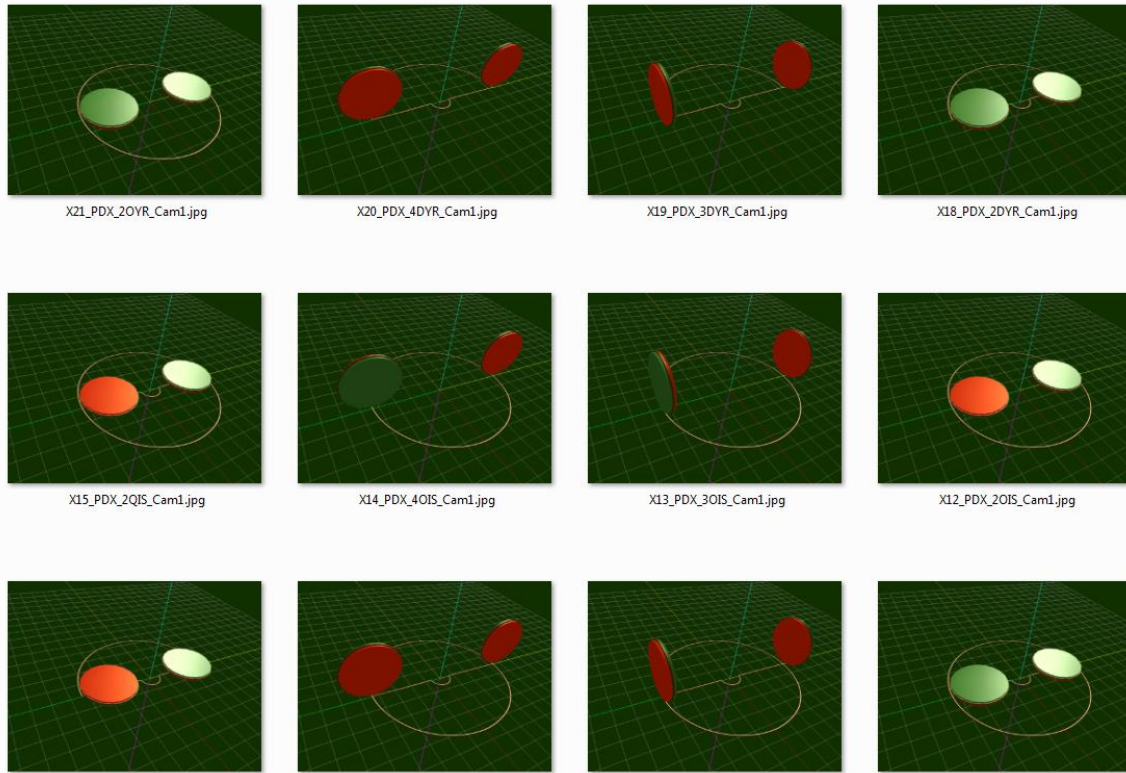 X21_PDX_2OYR_Cam1.jpg
X20_PDX_4DYR_Cam1.jpg
X19_PDX_3DYR_Cam1.jpg
X18_PDX_2DYR_Cam1.jpg
X15_PDX_2QIS_Cam1.jpg
X14_PDX_4OIS_Cam1.jpg
X13_PDX_3OIS_Cam1.jpg
X12_PDX_2OIS_Cam1.jpg